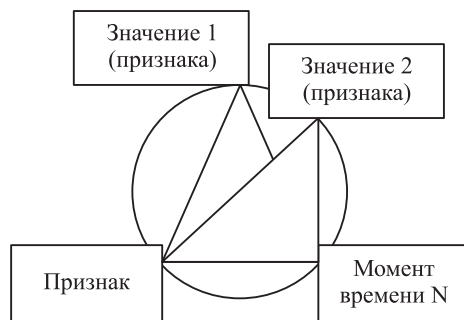 Значение 1
(признака)
Значение 2
(признака)
Признак
Момент
времени N